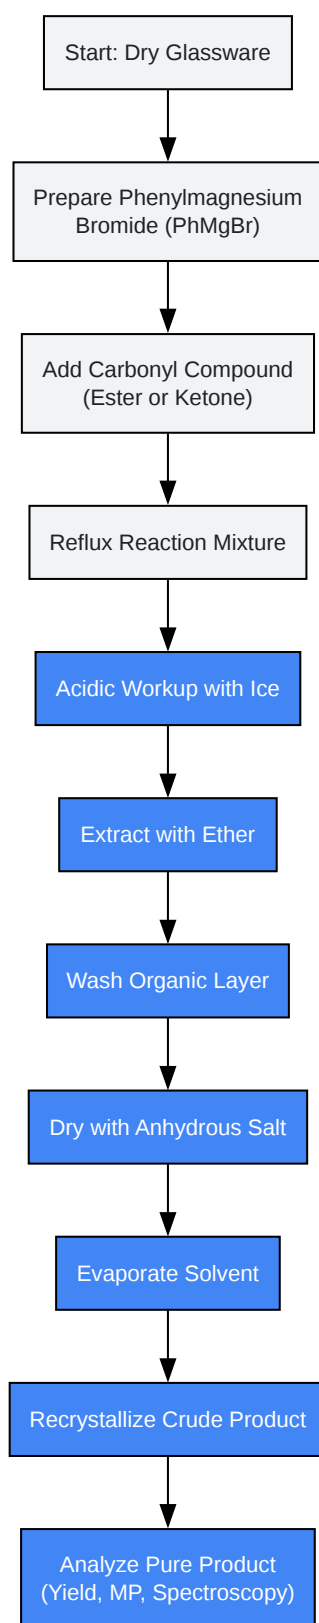 Start: Dry Glassware
Prepare Phenylmagnesium
Bromide (PhMgBr)
Add Carbonyl Compound
(Ester or Ketone)
Reflux Reaction Mixture
Acidic Workup with Ice
Extract with Ether
Wash Organic Layer
Dry with Anhydrous Salt
Evaporate Solvent
Recrystallize Crude Product
Analyze Pure Product
(Yield, MP, Spectroscopy)